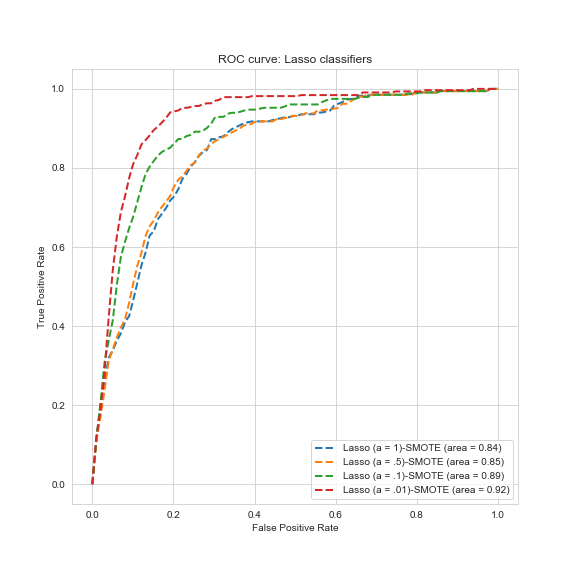 ROC curve: Lasso classifiers
1.0
0.8
0.6
0.4
0.2
0.0
True Positive Rate
Lasso (a = 1)-SMOTE (area = 0.84)
Lasso (a = .5)-SMOTE (area = 0.85)
Lasso (a = .1)-SMOTE (area = 0.89)
Lasso (a = .01)-SMOTE (area = 0.92)
0.0 0.2 0.4 0.6 0.8 1.0
False Positive Rate